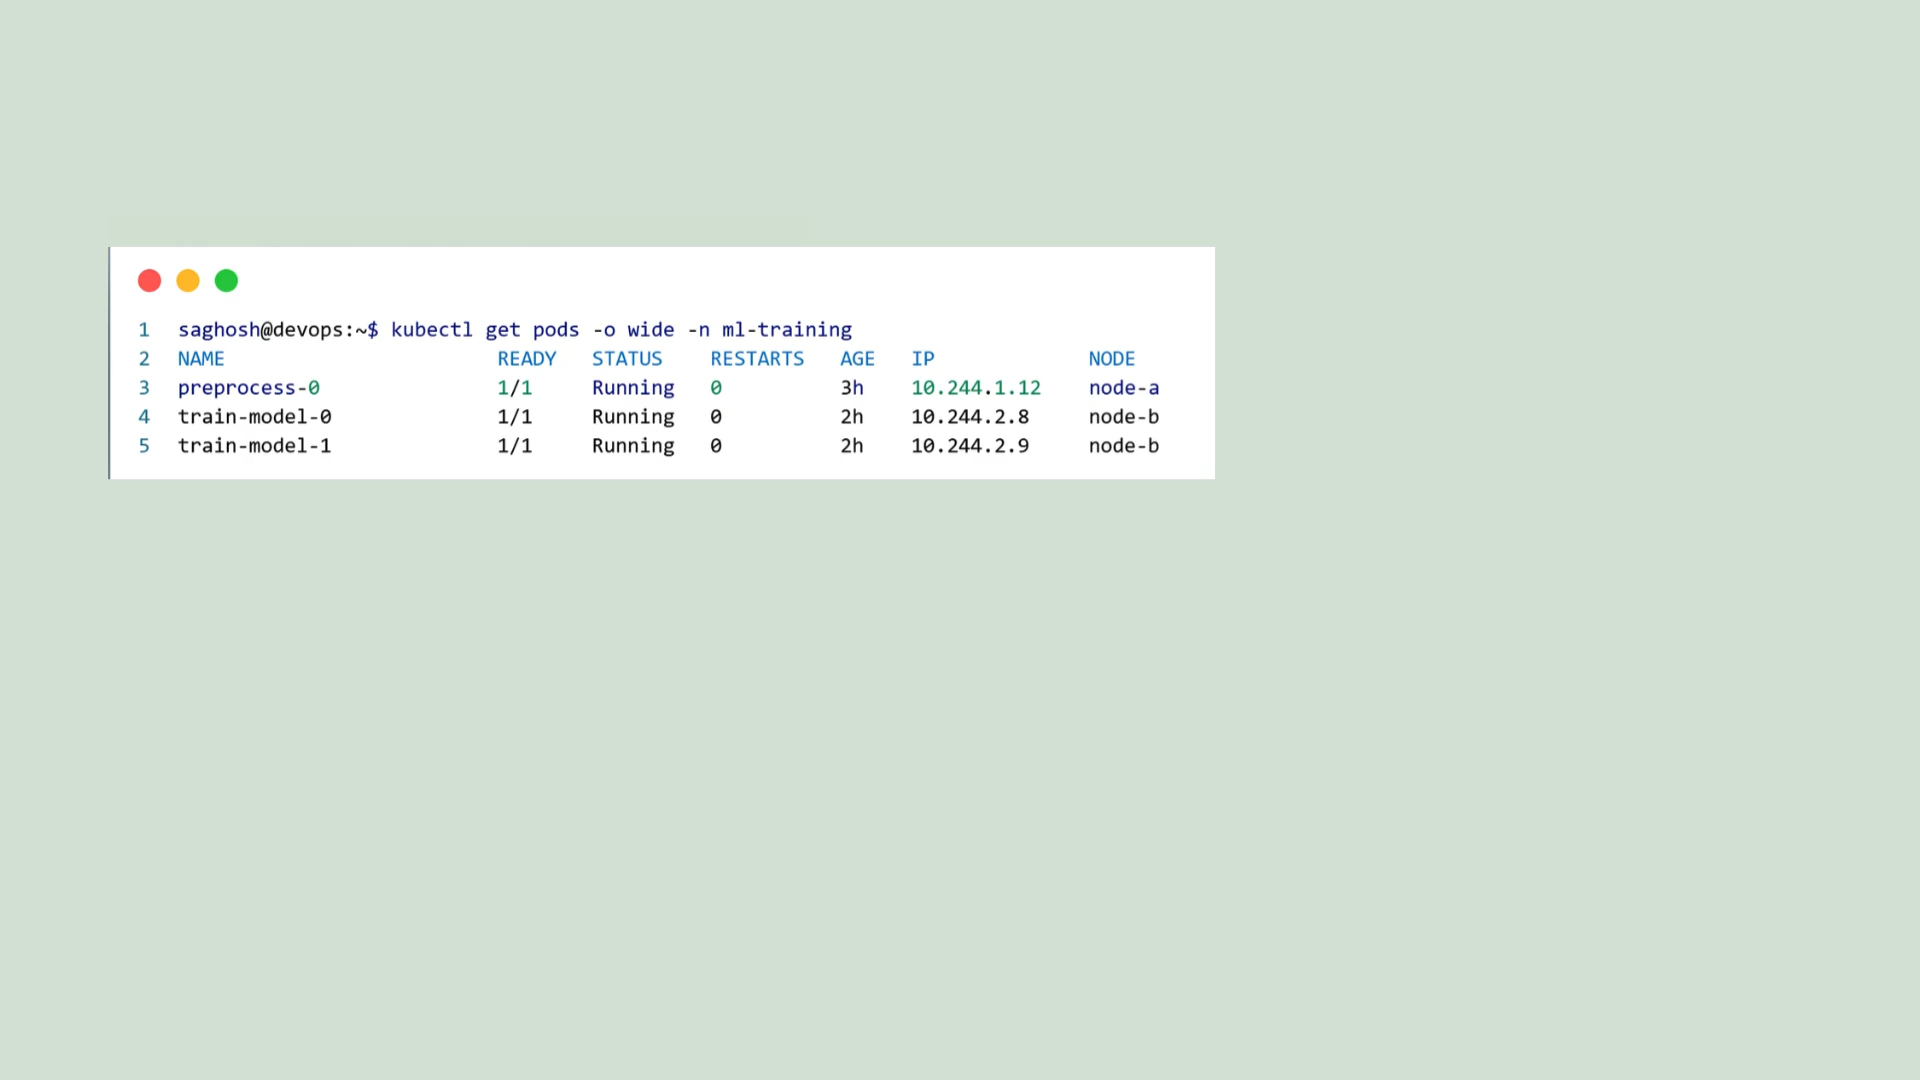 1 saghosh@devops:~$ kubectl get pods -o wide -n ml-training
2 NAME READY STATUS RESTARTS AGE IP NODE
3 preprocess-0 1/1 Running 0 3h 10.244.1.12 node-a
4 train-model-0 1/1 Running 0 2h 10.244.2.8 node-b
5 train-model-1 1/1 Running 0 2h 10.244.2.9 node-b